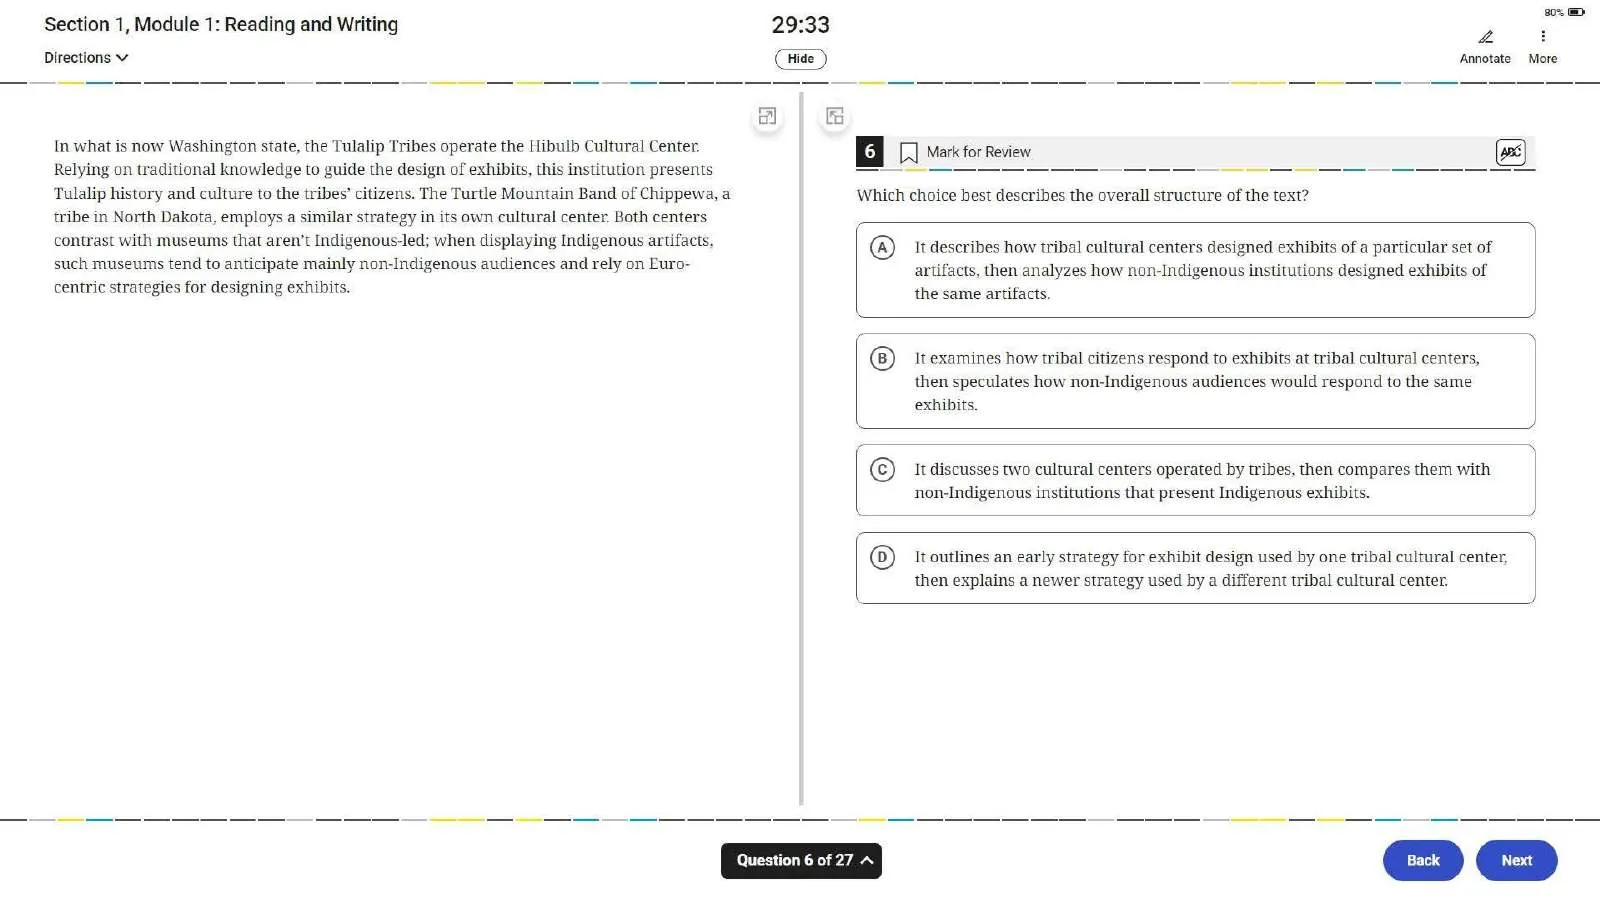 Section 1, Module 1: Reading and Writing
Directions
29:33
Hide
80%
Annotate
More
In what is now Washington state, the Tulalip Tribes operate the Hibulb Cultural Center.
Relying on traditional knowledge to guide the design of exhibits, this institution presents
Tulalip history and culture to the tribes’ citizens. The Turtle Mountain Band of Chippewa, a
tribe in North Dakota, employs a similar strategy in its own cultural center. Both centers
contrast with museums that aren’t Indigenous-led; when displaying Indigenous artifacts,
such museums tend to anticipate mainly non-Indigenous audiences and rely on Euro-
centric strategies for designing exhibits.
6
Mark for Review
ABC
Which choice best describes the overall structure of the text?
A
It describes how tribal cultural centers designed exhibits of a particular set of
artifacts, then analyzes how non-Indigenous institutions designed exhibits of
the same artifacts.
B
It examines how tribal citizens respond to exhibits at tribal cultural centers,
then speculates how non-Indigenous audiences would respond to the same
exhibits.
C
It discusses two cultural centers operated by tribes, then compares them with
non-Indigenous institutions that present Indigenous exhibits.
D
It outlines an early strategy for exhibit design used by one tribal cultural center,
then explains a newer strategy used by a different tribal cultural center.
Question 6 of 27
Back
Next